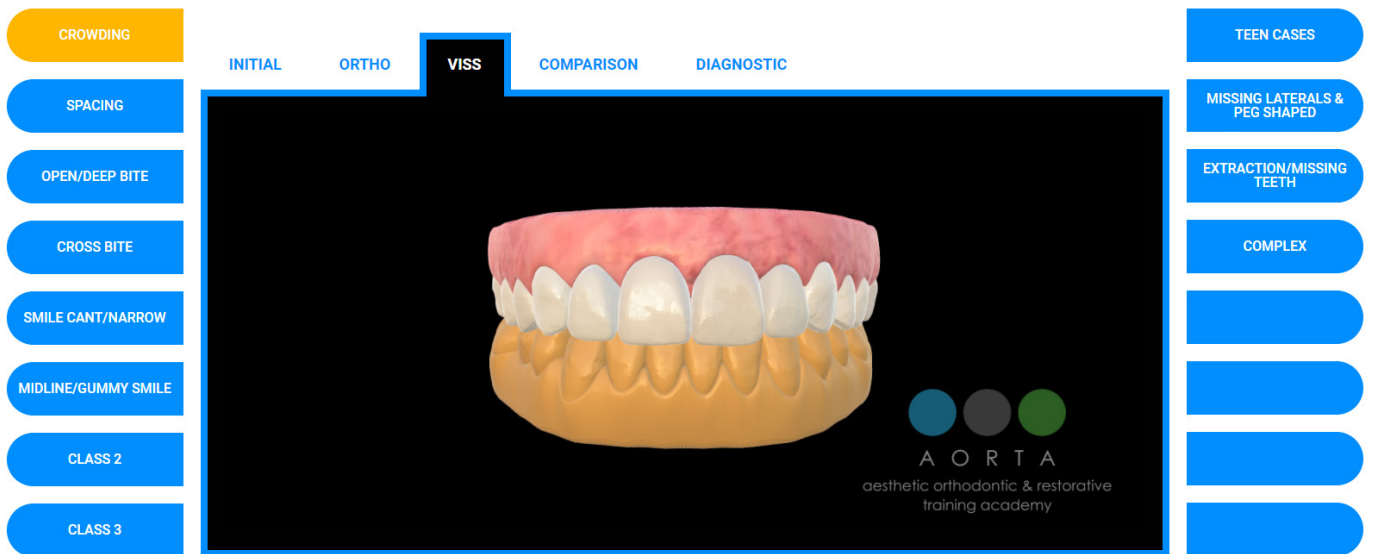 CROWDING
SPACING
OPEN/DEEP BITE
CROSS BITE
SMILE CANT/NARROW
MIDLINE/GUMMY SMILE
CLASS 2
CLASS 3
INITIAL
ORTHO
VISS
COMPARISON
DIAGNOSTIC
AORTA
aesthetic orthodontic & restorative
training academy
TEEN CASES
MISSING LATERALS &
PEG SHAPED
EXTRACTION/MISSING
TEETH
COMPLEX